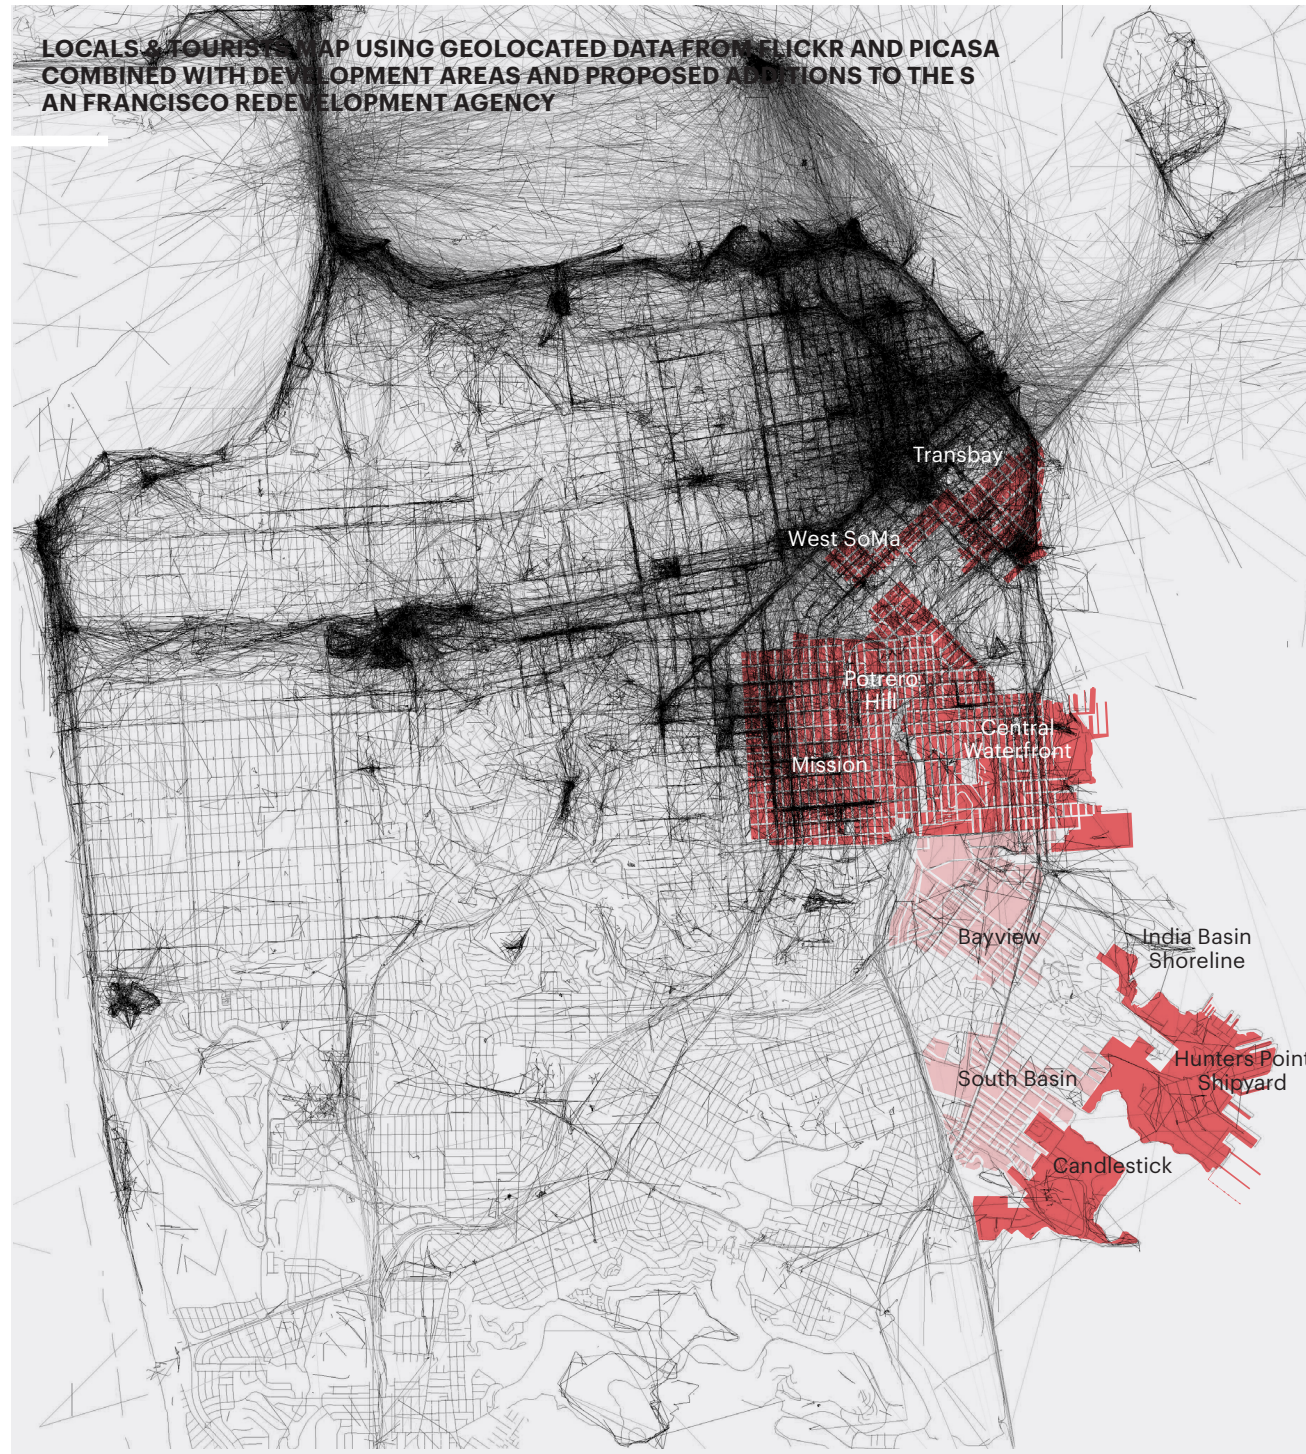 LOCALS & TOURISTS MAP USING GEOLOCATED DATA FROM FLICKR AND PICASA
COMBINED WITH DEVELOPMENT AREAS AND PROPOSED ADDITIONS TO THE S
AN FRANCISCO REDEVELOPMENT AGENCY
Transbay
West SoMa
Potrero
Hill
Central
Waterfront
Mission
Bayview
India Basin
Shoreline
Hunters Point
Shipyard
South Basin
Candlestick